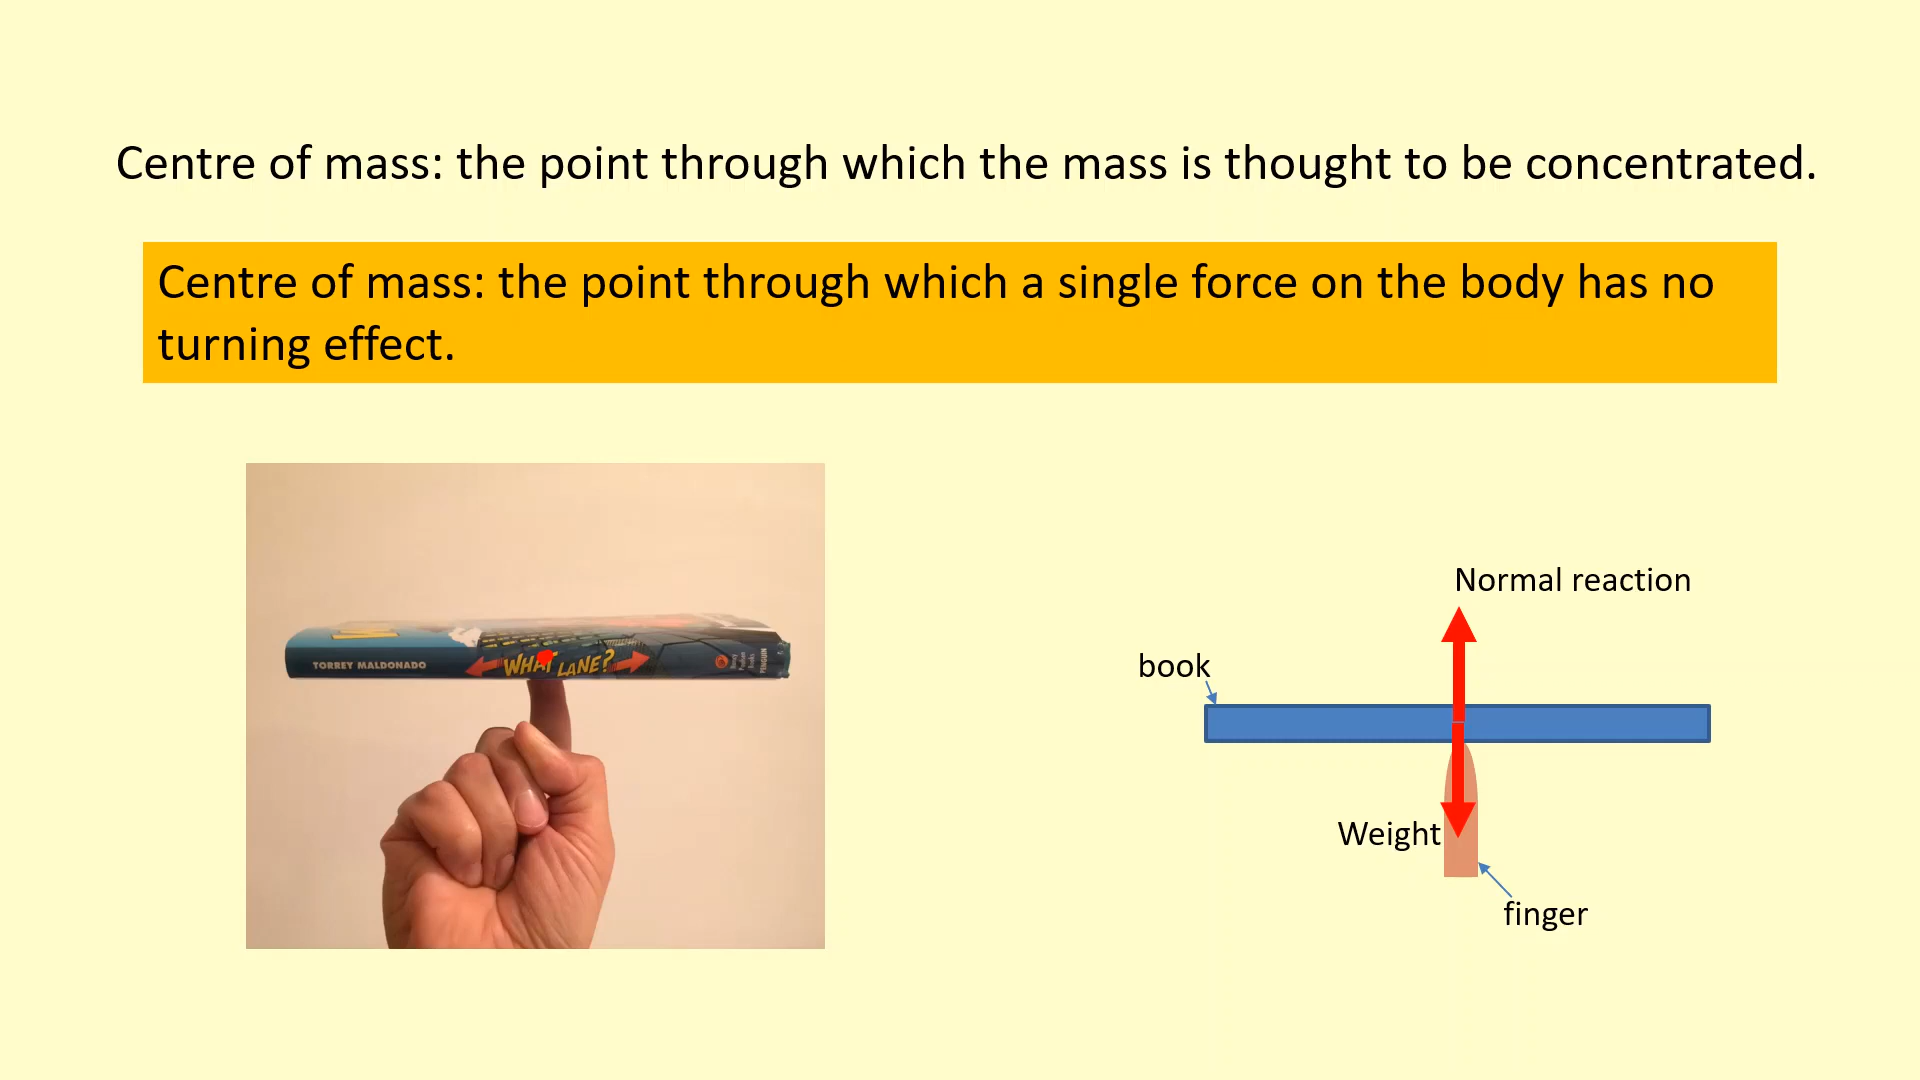 Centre of mass: the point through which the mass is thought to be concentrated.
Centre of mass: the point through which a single force on the body has no
turning effect.
TORREY MALDONADO
WHAT LANE?
PENGUIN
Normal reaction
book
Weight
finger